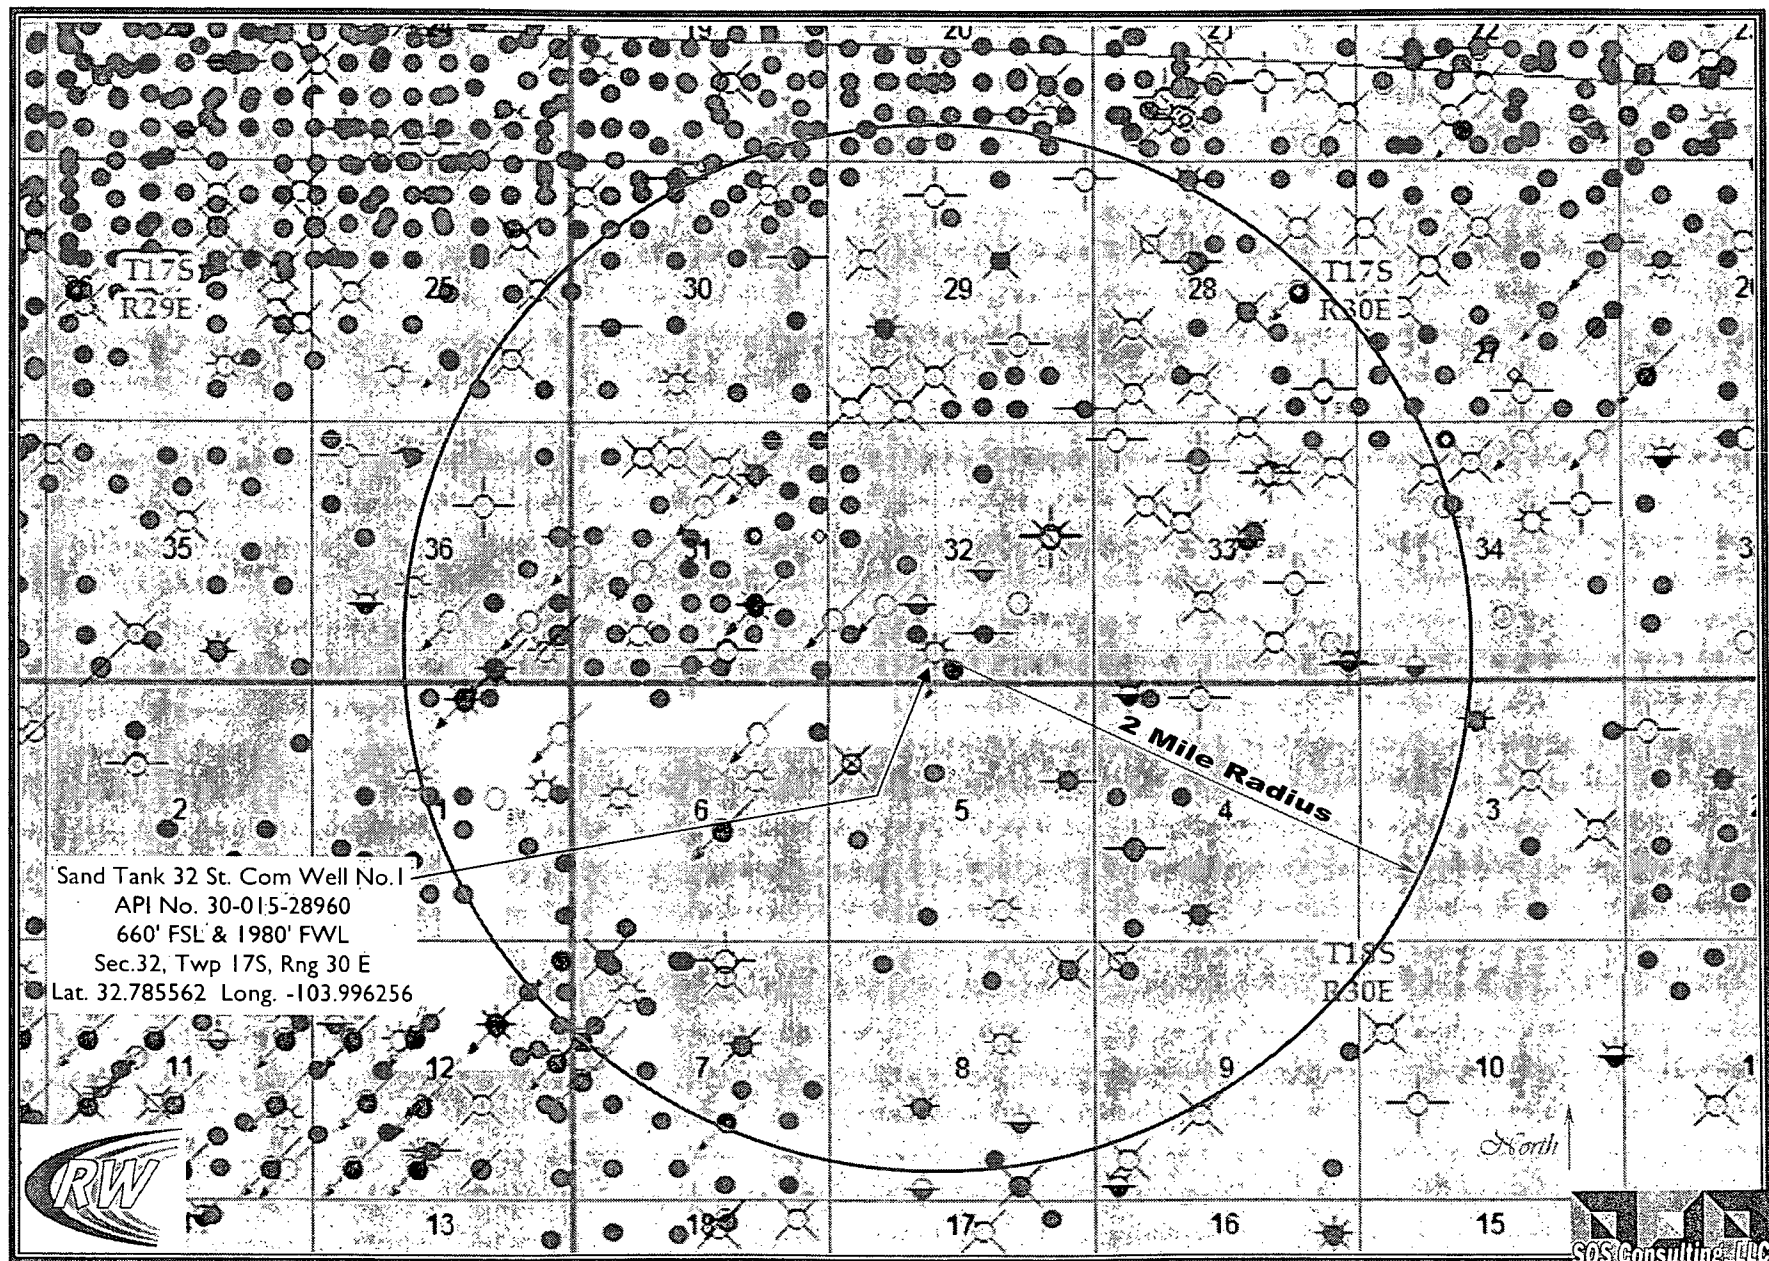 19 20 21 22
T17S
R29E
25 30 29 28
T17S
R30E
27
35 36 31 32 33 34
2 Mile Radius
2 1 6 5 4 3
Sand Tank 32 St. Com Well No.1
API No. 30-015-28960
660' FSL & 1980' FWL
Sec.32, Twp 17S, Rng 30 E
Lat. 32.785562 Long. -103.996256
T18S
R30E
11 12 7 8 9 10
North
RW
13 18 17 16 15
SOS Consulting, LLC